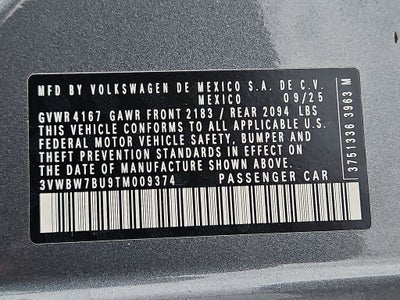 MFD BY VOLKSWAGEN DE MEXICO S.A. DE C.V.
MEXICO 09/25
GVWR 4167 GAWR FRONT 2183 / REAR 2094 LBS
THIS VEHICLE CONFORMS TO ALL APPLICABLE U.S.
FEDERAL MOTOR VEHICLE SAFETY, BUMPER AND
THEFT PREVENTION STANDARDS IN EFFECT ON
THE DATE OF MANUFACTURE SHOWN ABOVE.
3VWBW7BU9TM009374 PASSENGER CAR
3751336 3963 M